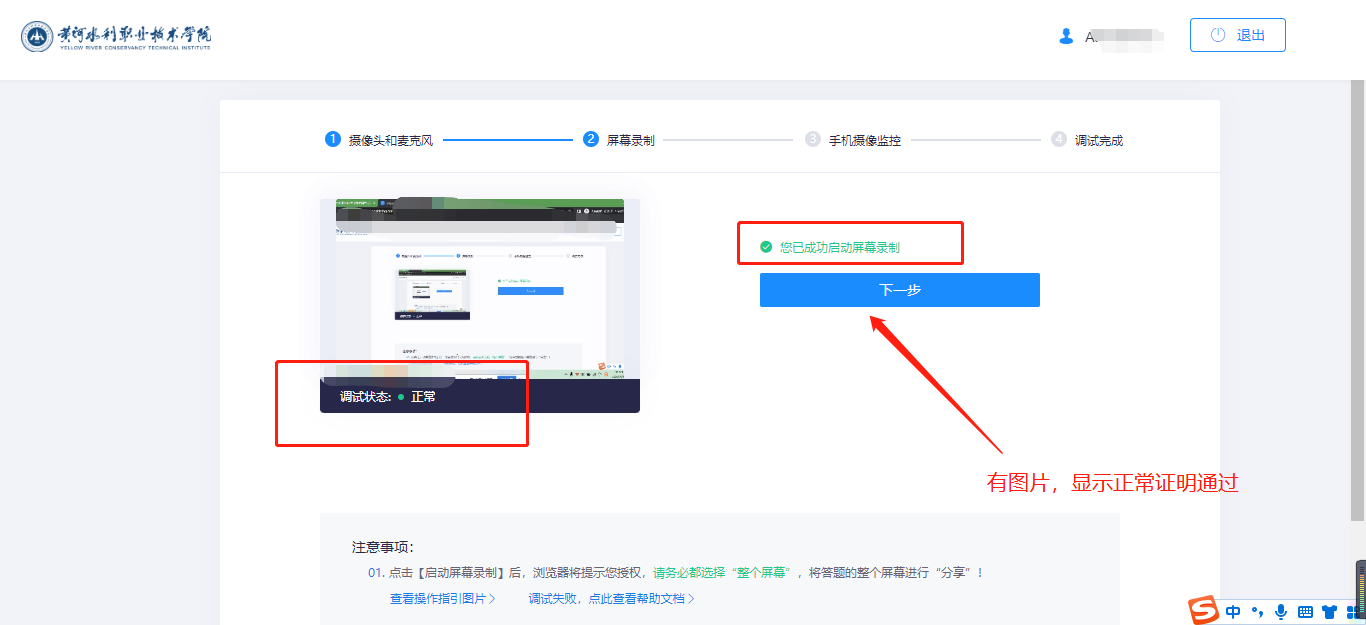 黄河水利职业技术学院
YELLOW RIVER CONSERVANCY TECHNICAL INSTITUTE
A
退出
1 摄像头和麦克风
2 屏幕录制
3 手机摄像监控
4 调试完成
您已成功启动屏幕录制
下一步
调试状态: 正常
有图片，显示正常证明通过
注意事项：
01. 点击【启动屏幕录制】后，浏览器将提示您授权，请务必都选择“整个屏幕”，将答题的整个屏幕进行“分享”！
查看操作指引图片 调试失败，点此查看帮助文档
S 中